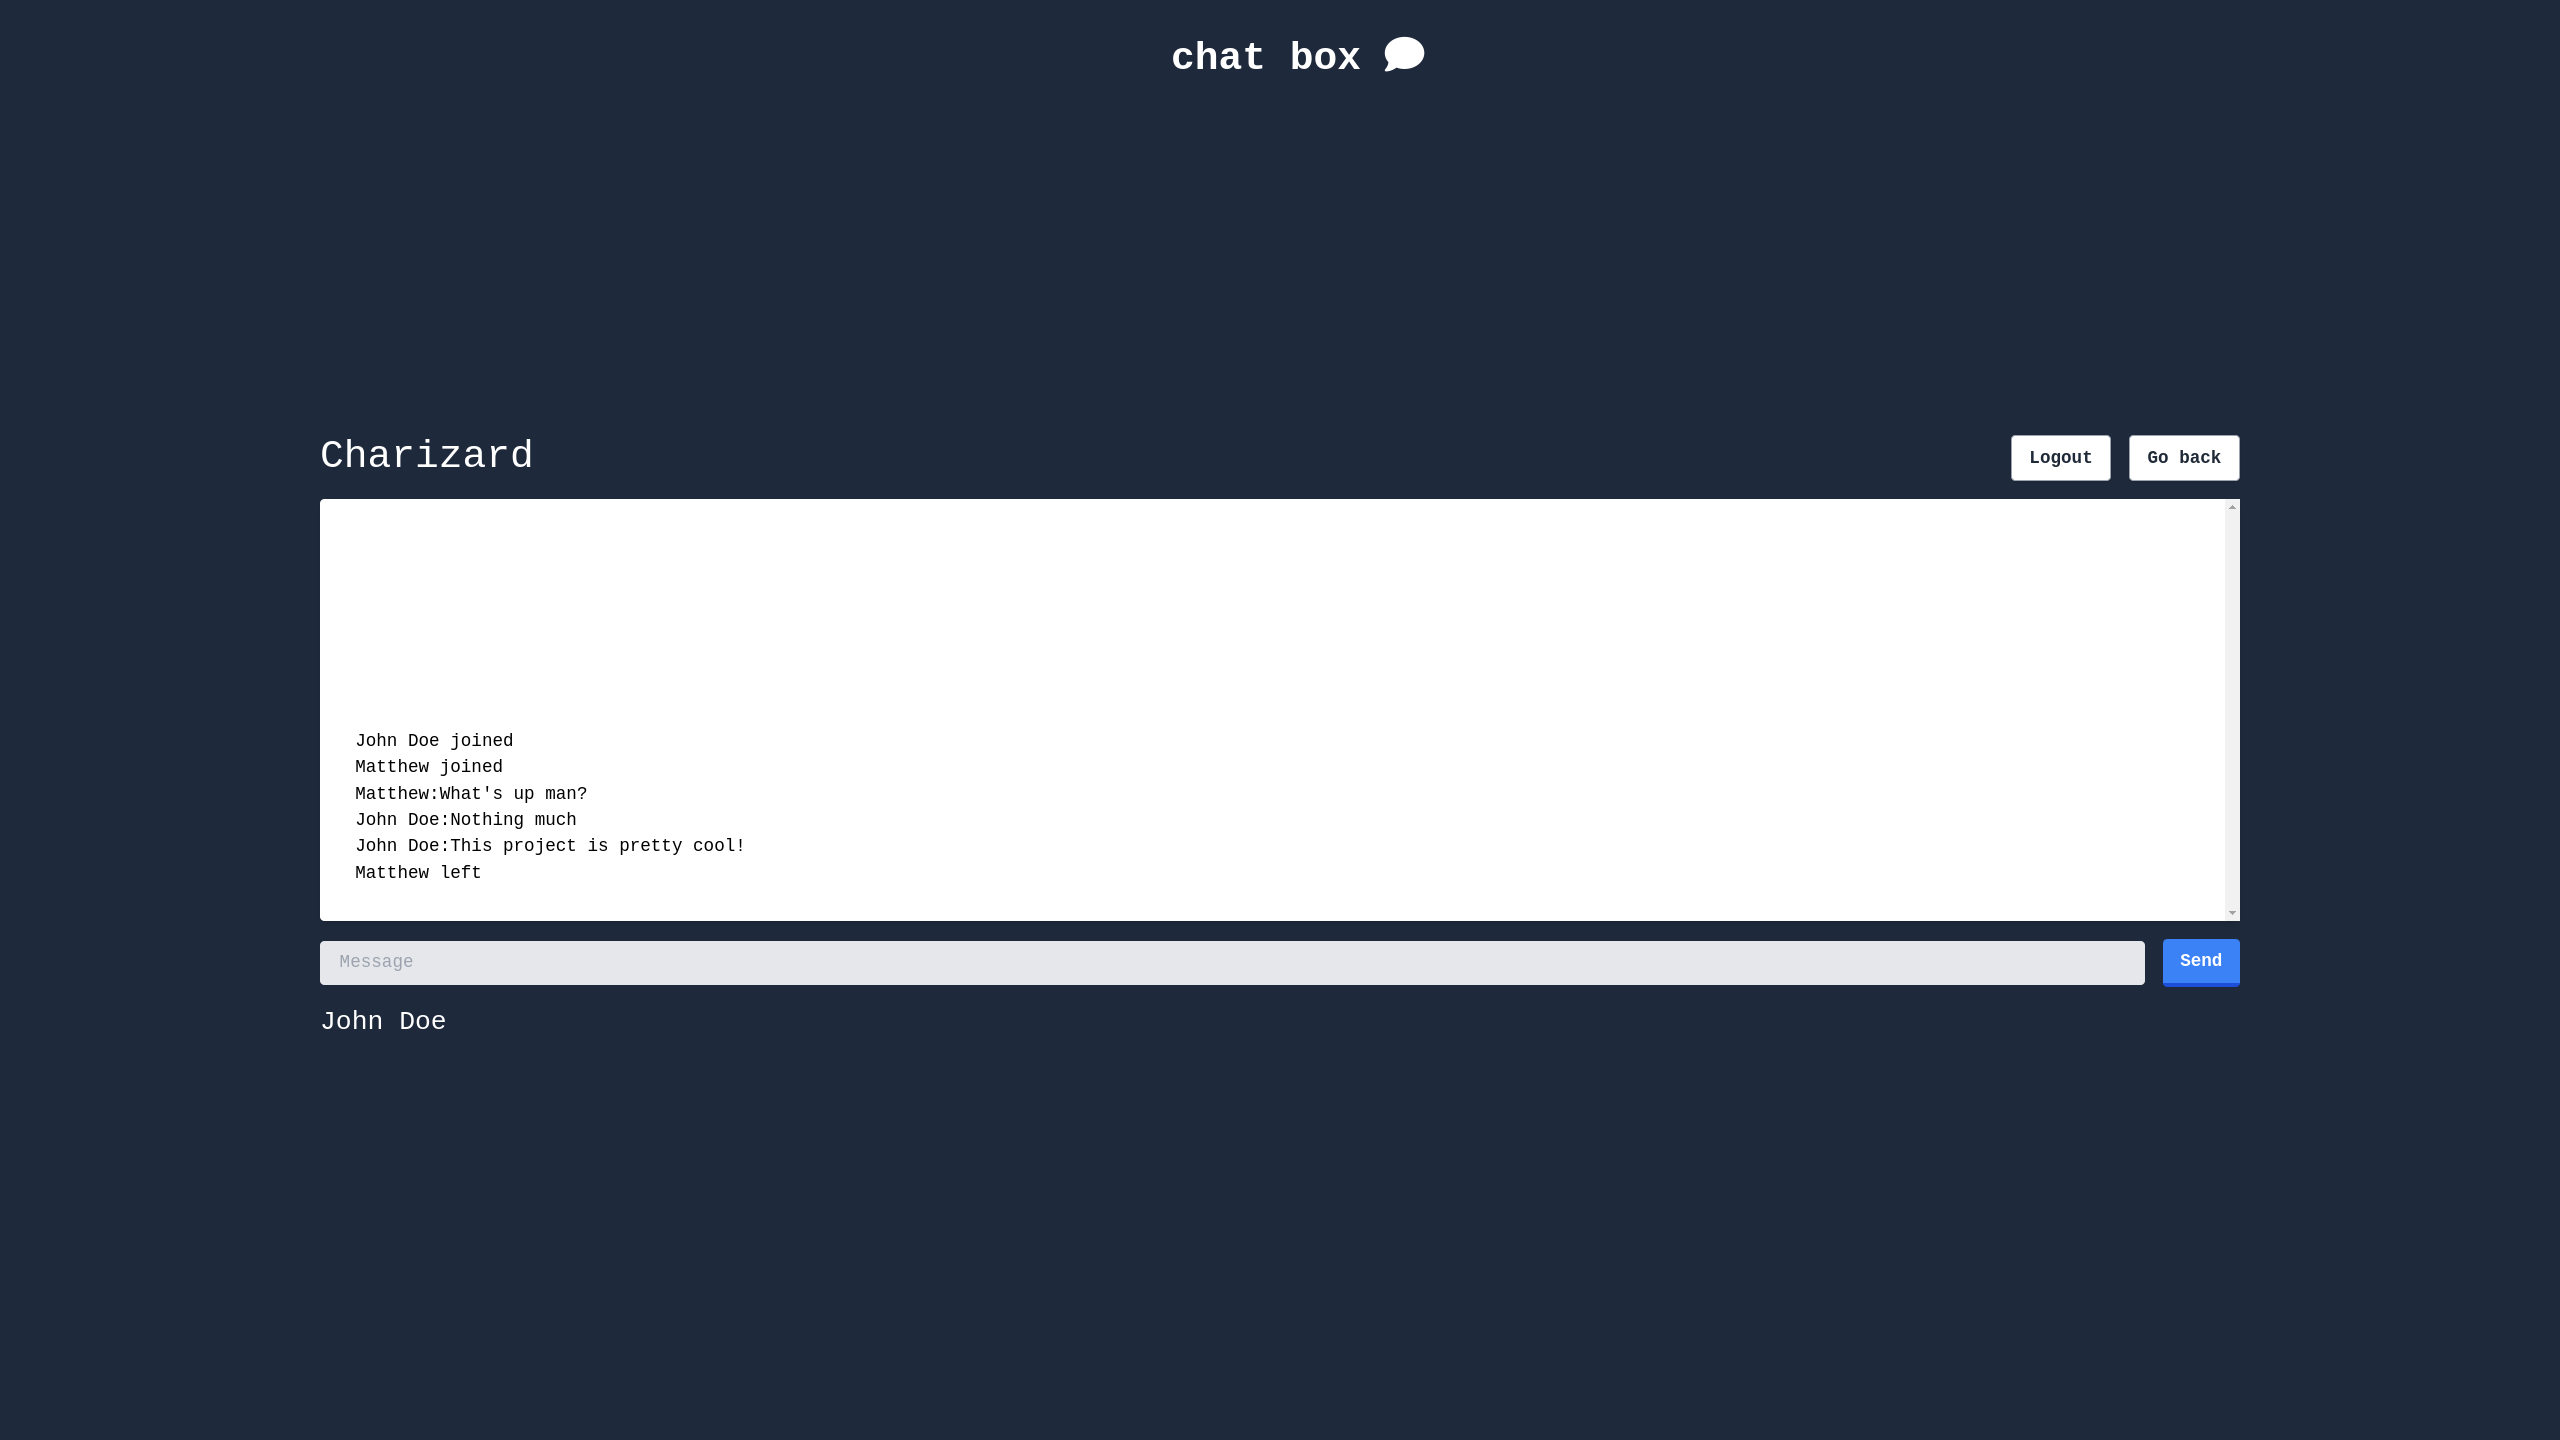 chat box
Charizard
Logout
Go back
John Doe joined
Matthew joined
Matthew:What's up man?
John Doe:Nothing much
John Doe:This project is pretty cool!
Matthew left
Message
Send
John Doe